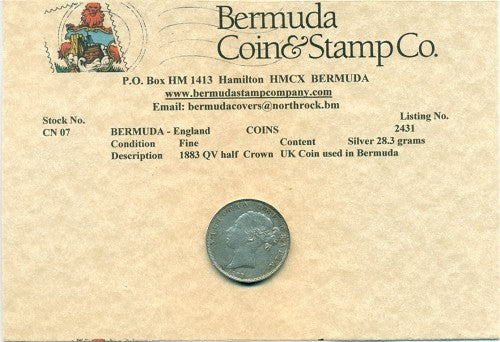 Bermuda
Coin&Stamp Co.
P.O. Box HM 1413 Hamilton HMCX BERMUDA
www.bermudastampcompany.com
Email: bermudacovers@northrock.bm
Stock No. Listing No.
CN 07 BERMUDA - England COINS 2431
Condition Fine Content Silver 28.3 grams
Description 1883 QV half Crown UK Coin used in Bermuda